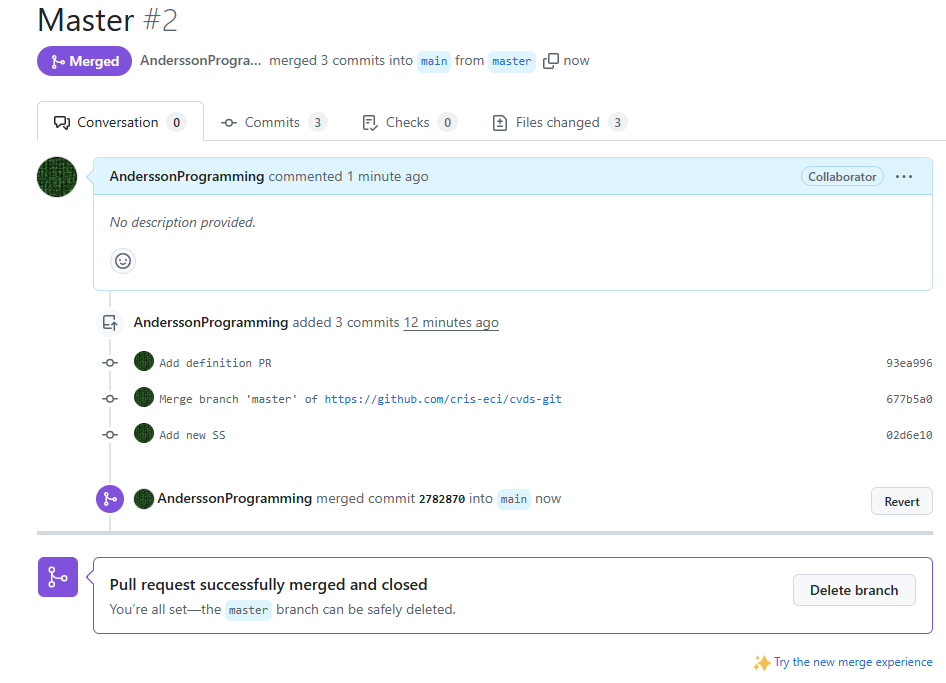 Master #2
Merged AnderssonProgra... merged 3 commits into main from master now
Conversation 0 Commits 3 Checks 0 Files changed 3
AnderssonProgramming commented 1 minute ago Collaborator ...
No description provided.
AnderssonProgramming added 3 commits 12 minutes ago
Add definition PR 93ea996
Merge branch 'master' of https://github.com/cris-eci/cvds-git 677b5a0
Add new SS 02d6e10
AnderssonProgramming merged commit 2782870 into main now Revert
Pull request successfully merged and closed
You're all set—the master branch can be safely deleted.
Delete branch
Try the new merge experience